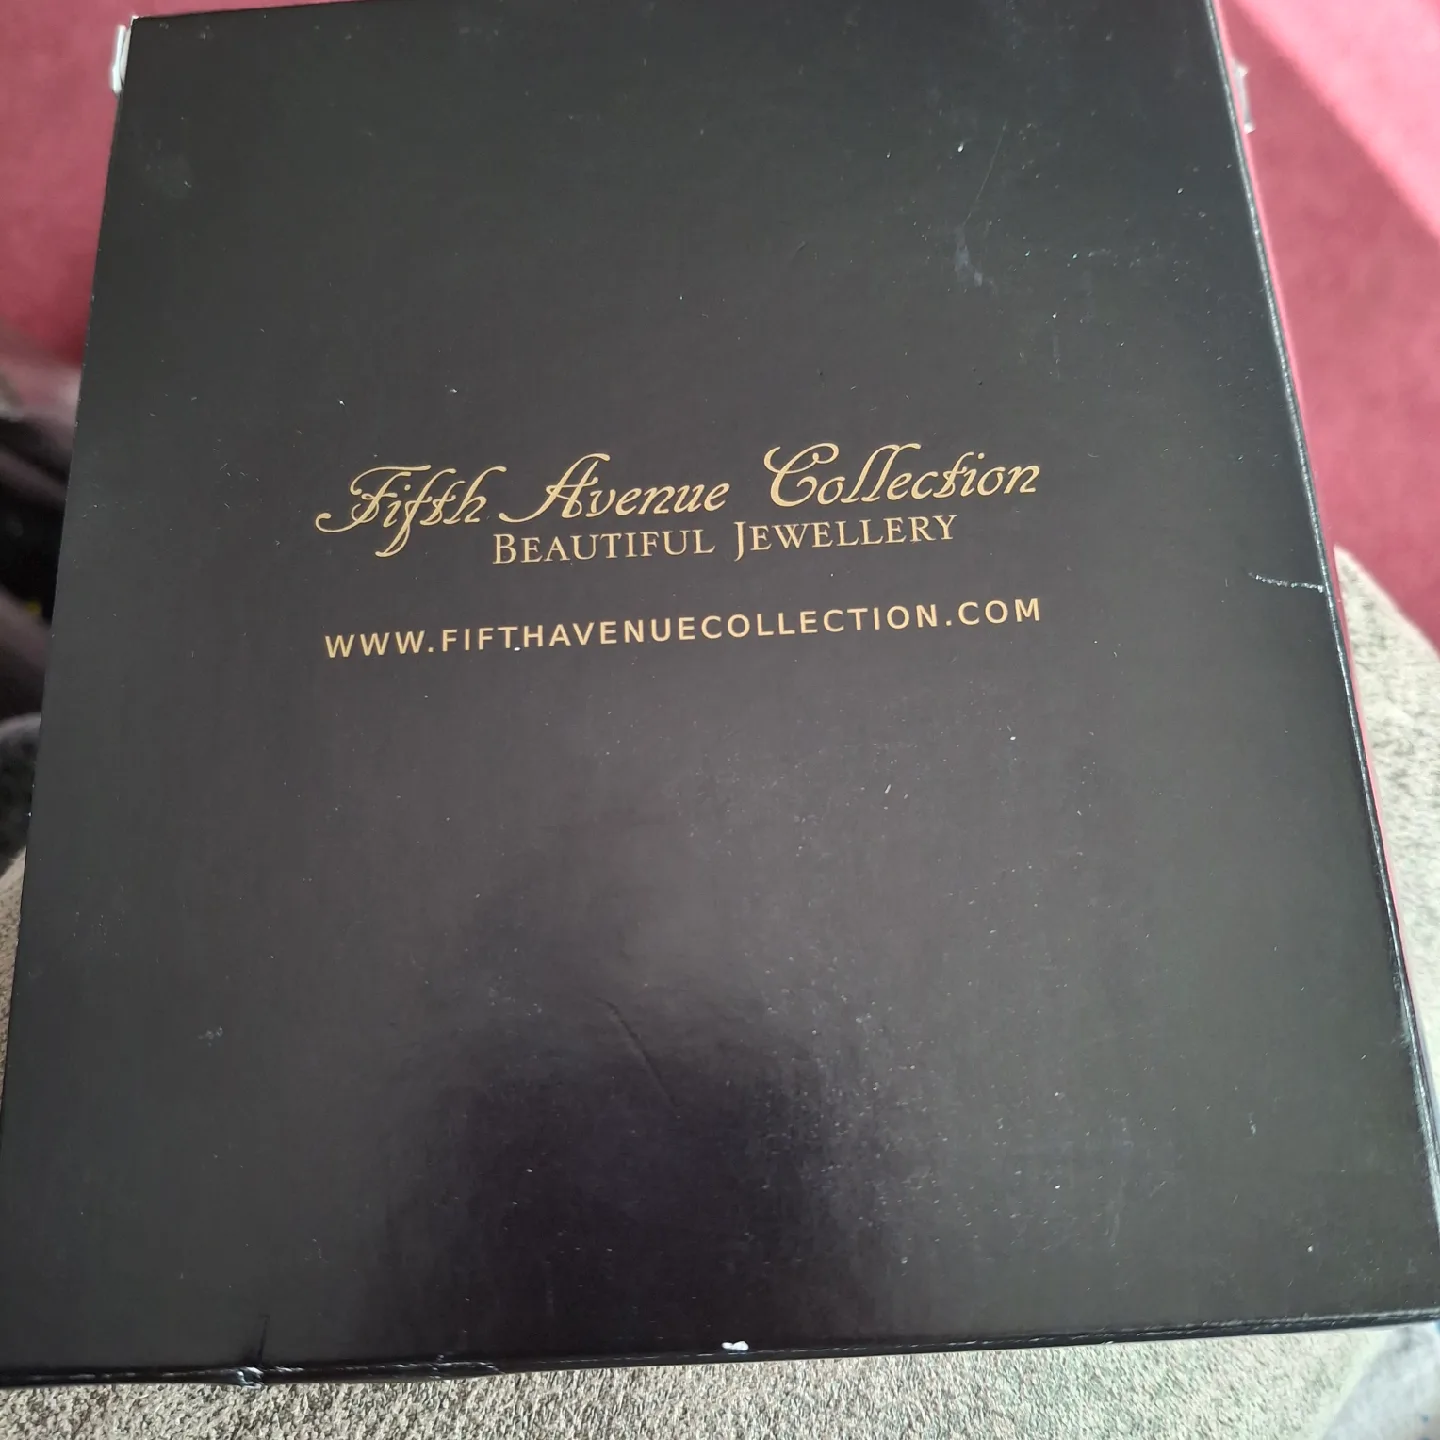 Fifth Avenue Collection
BEAUTIFUL JEWELLERY
WWW.FIFTHAVENUECOLLECTION.COM